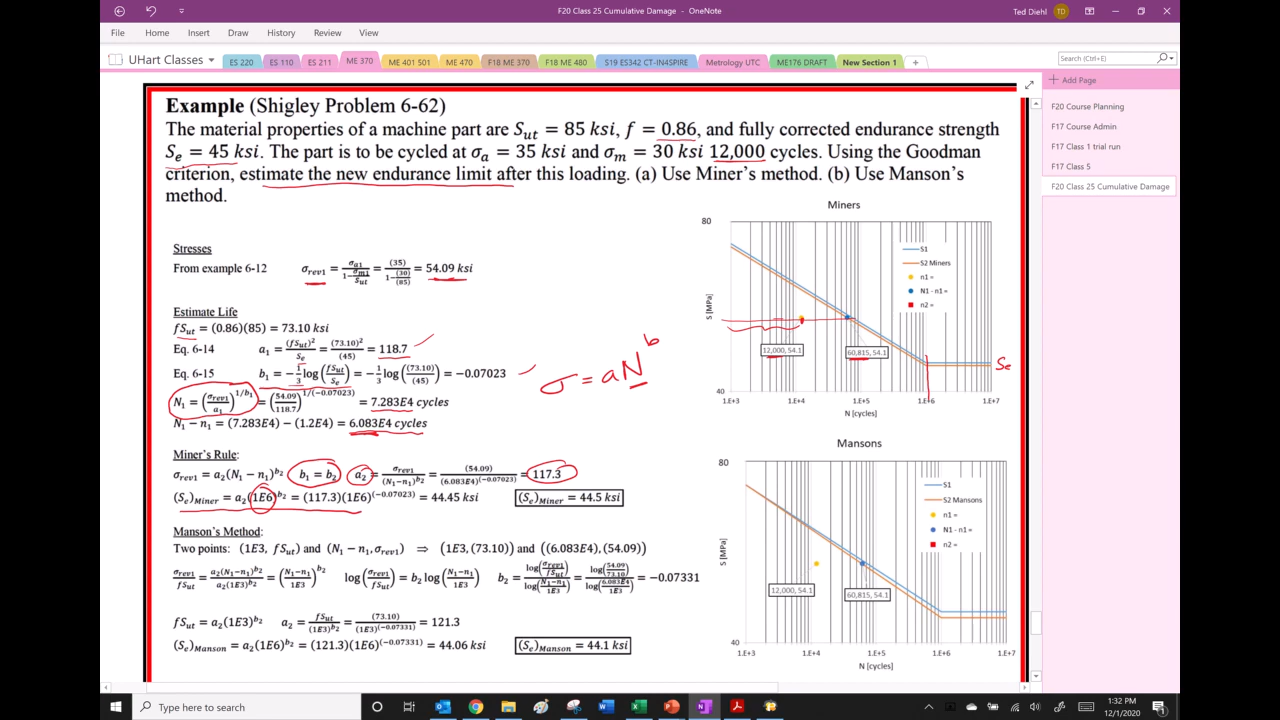 F20 Class 25 Cumulative Damage - OneNote
Ted Diehl TD
File Home Insert Draw History Review View
UHart Classes ES 220 ES 110 ES 211 ME 370 ME 401 501 ME 470 F18 ME 370 F18 ME 480 S19 ES342 CT-IN4SPIRE Metrology UTC ME176 DRAFT New Section 1 +
Search (Ctrl+E)
Add Page
F20 Course Planning
F17 Course Admin
F17 Class 1 trial run
F17 Class 5
F20 Class 25 Cumulative Damage
Example (Shigley Problem 6-62)
The material properties of a machine part are S_ut = 85 ksi, f = 0.86, and fully corrected endurance strength
S_e = 45 ksi. The part is to be cycled at σ_a = 35 ksi and σ_m = 30 ksi 12,000 cycles. Using the Goodman
criterion, estimate the new endurance limit after this loading. (a) Use Miner's method. (b) Use Manson's
method.
Stresses
From example 6-12 σ_rev1 = σ_a1/(1-σ_m1/S_ut) = (35)/(1-(30)/(85)) = 54.09 ksi
Estimate Life
fS_ut = (0.86)(85) = 73.10 ksi
Eq. 6-14 a_1 = (fS_ut)^2/S_e = (73.10)^2/(45) = 118.7
Eq. 6-15 b_1 = -1/3 log(fS_ut/S_e) = -1/3 log((73.10)/(45)) = -0.07023
N_1 = (σ_rev1/a_1)^1/b_1 = ((54.09)/118.7)^1/(-0.07023) = 7.283E4 cycles
N_1 − n_1 = (7.283E4) − (1.2E4) = 6.083E4 cycles
σ = aN^b
Miner's Rule:
σ_rev1 = a_2(N_1 − n_1)^b_2 b_1 = b_2 a_2 = σ_rev1/(N_1−n_1)^b_2 = (54.09)/(6.083E4)^(-0.07023) = 117.3
(S_e)_Miner = a_2(1E6)^b_2 = (117.3)(1E6)^(-0.07023) = 44.45 ksi (S_e)_Miner = 44.5 ksi
Manson's Method:
Two points: (1E3, fS_ut) and (N_1 − n_1, σ_rev1) ⇒ (1E3, (73.10)) and ((6.083E4), (54.09))
σ_rev1/fS_ut = a_2(N_1−n_1)^b_2/a_2(1E3)^b_2 = ((N_1−n_1)/1E3)^b_2 log(σ_rev1/fS_ut) = b_2 log((N_1−n_1)/1E3) b_2 = log(σ_rev1/fS_ut)/log((N_1−n_1)/1E3) = log(54.09/73.10)/log(6.083E4/1E3) = −0.07331
fS_ut = a_2(1E3)^b_2 a_2 = fS_ut/(1E3)^b_2 = (73.10)/(1E3)^(-0.07331) = 121.3
(S_e)_Manson = a_2(1E6)^b_2 = (121.3)(1E6)^(-0.07331) = 44.06 ksi (S_e)_Manson = 44.1 ksi
Miners
80
S [MPa]
S1
S2 Miners
n1 =
N1 - n1 =
n2 =
12,000, 54.1
60,815, 54.1
Se
40
1.E+3 1.E+4 1.E+5 1.E+6 1.E+7
N [cycles]
Mansons
80
S [MPa]
S1
S2 Mansons
n1 =
N1 - n1 =
n2 =
12,000, 54.1
60,815, 54.1
40
1.E+3 1.E+4 1.E+5 1.E+6 1.E+7
N [cycles]
Type here to search
1:32 PM
12/1/2020